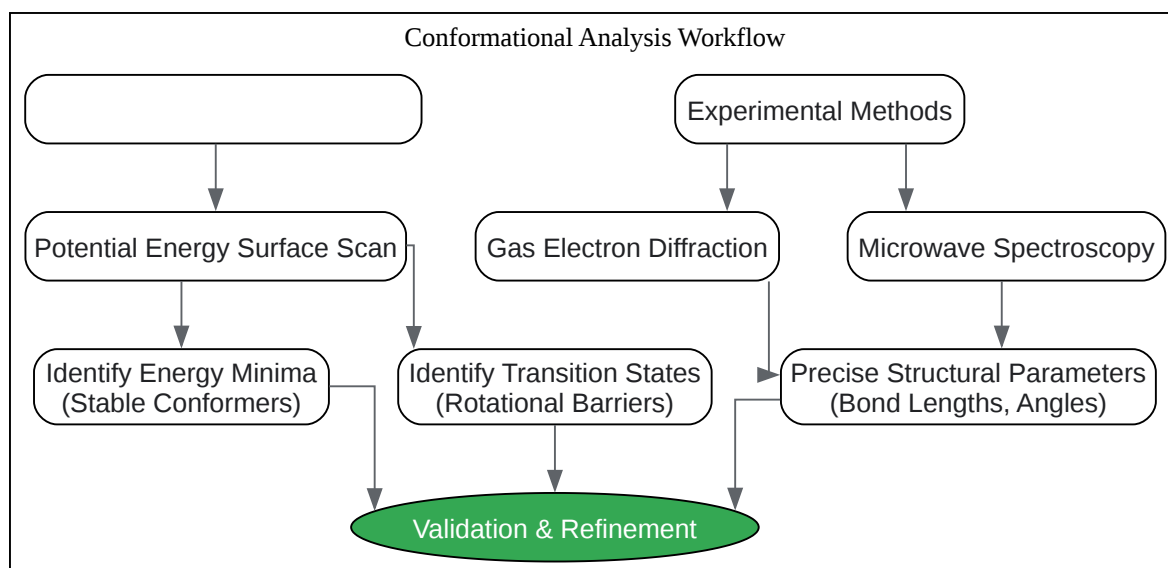 Conformational Analysis Workflow
Experimental Methods
Potential Energy Surface Scan
Gas Electron Diffraction
Microwave Spectroscopy
Identify Energy Minima
(Stable Conformers)
Identify Transition States
(Rotational Barriers)
Precise Structural Parameters
(Bond Lengths, Angles)
Validation & Refinement